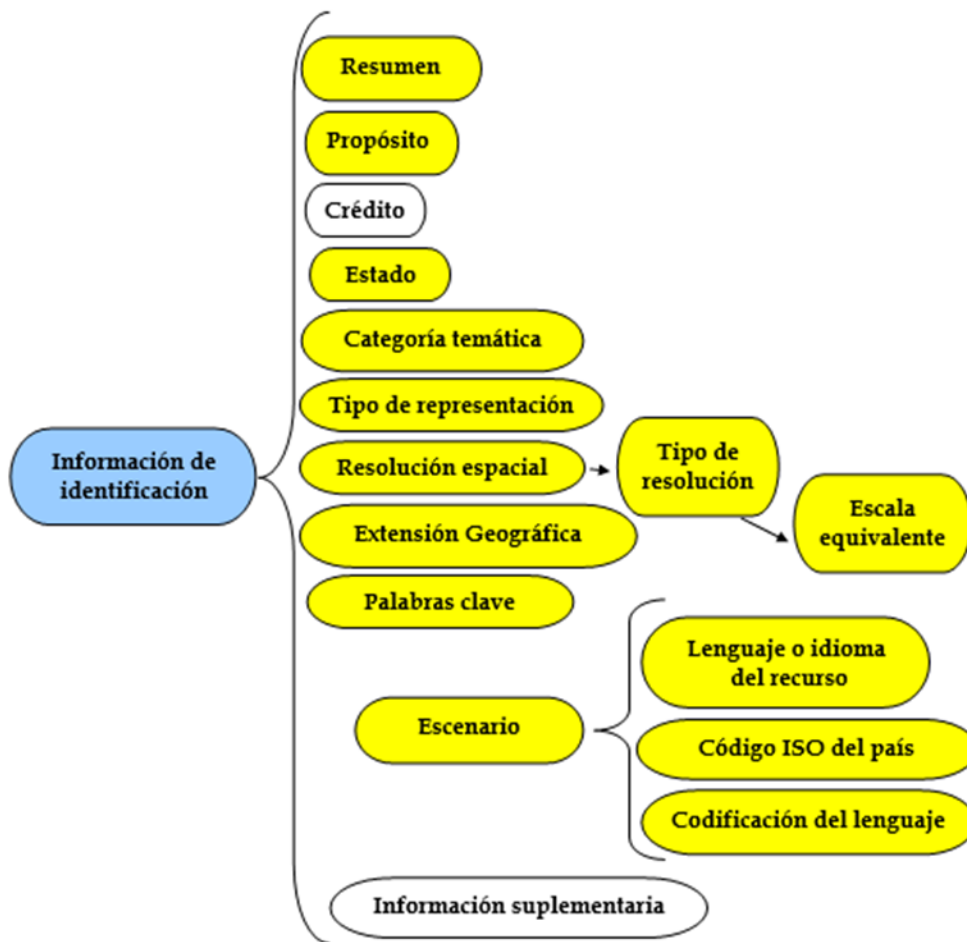 Resumen
Propósito
Crédito
Estado
Categoría temática
Tipo de representación
Información de
identificación
Resolución espacial
Tipo de
resolución
Escala
equivalente
Extensión Geográfica
Palabras clave
Escenario
Lenguaje o idioma
del recurso
Código ISO del país
Codificación del lenguaje
Información suplementaria